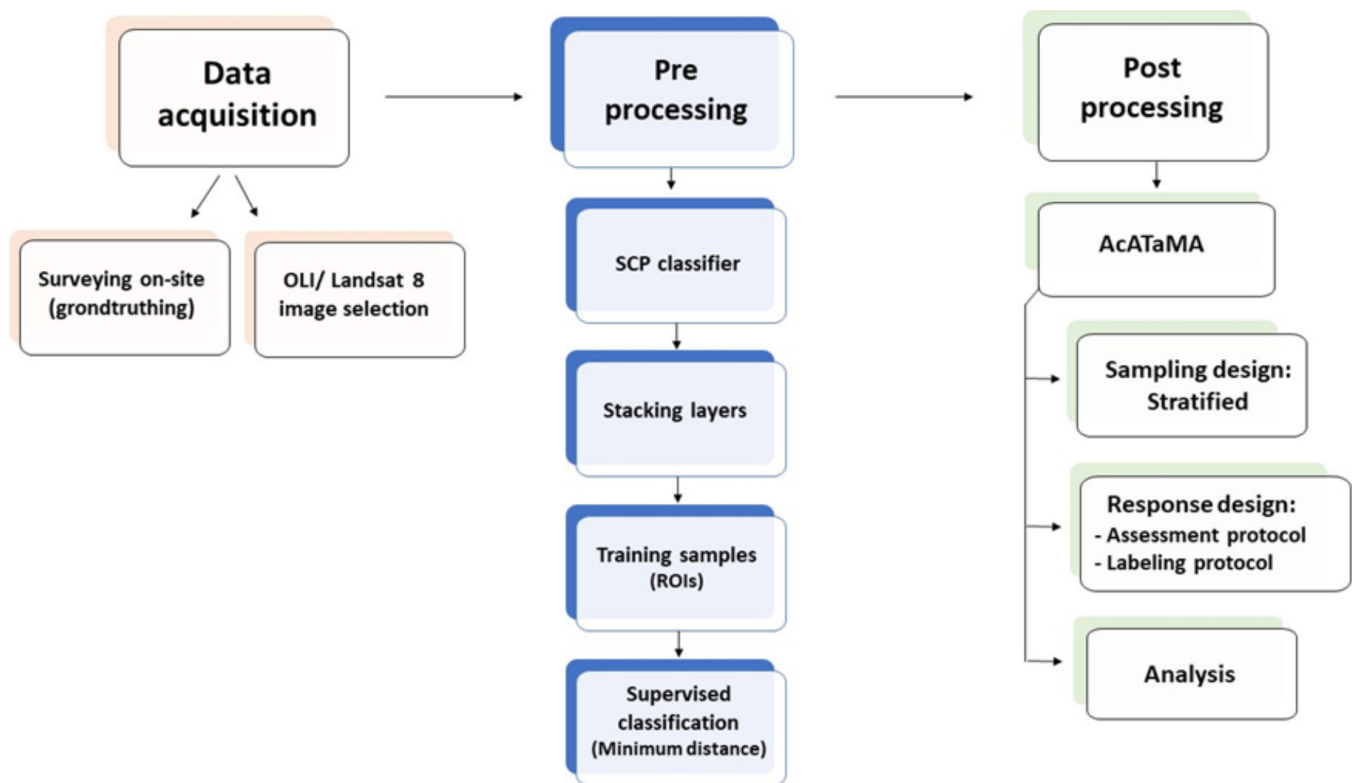 Data
acquisition
Surveying on-site
(grondtruthing)
OLI/ Landsat 8
image selection
Pre
processing
SCP classifier
Stacking layers
Training samples
(ROIs)
Supervised
classification
(Minimum distance)
Post
processing
AcATaMA
Sampling design:
Stratified
Response design:
- Assessment protocol
- Labeling protocol
Analysis